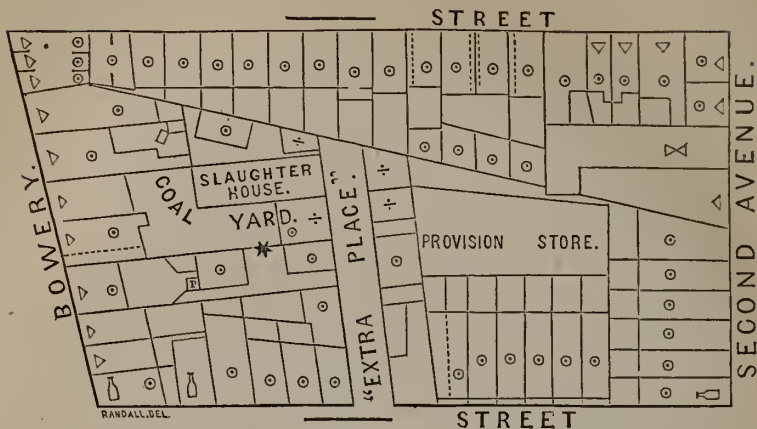 STREET
BOWERY.
SECOND AVENUE.
SLAUGHTER
HOUSE.
COAL YARD.
"EXTRA PLACE."
PROVISION STORE.
P
RANDALL.DEL.
STREET